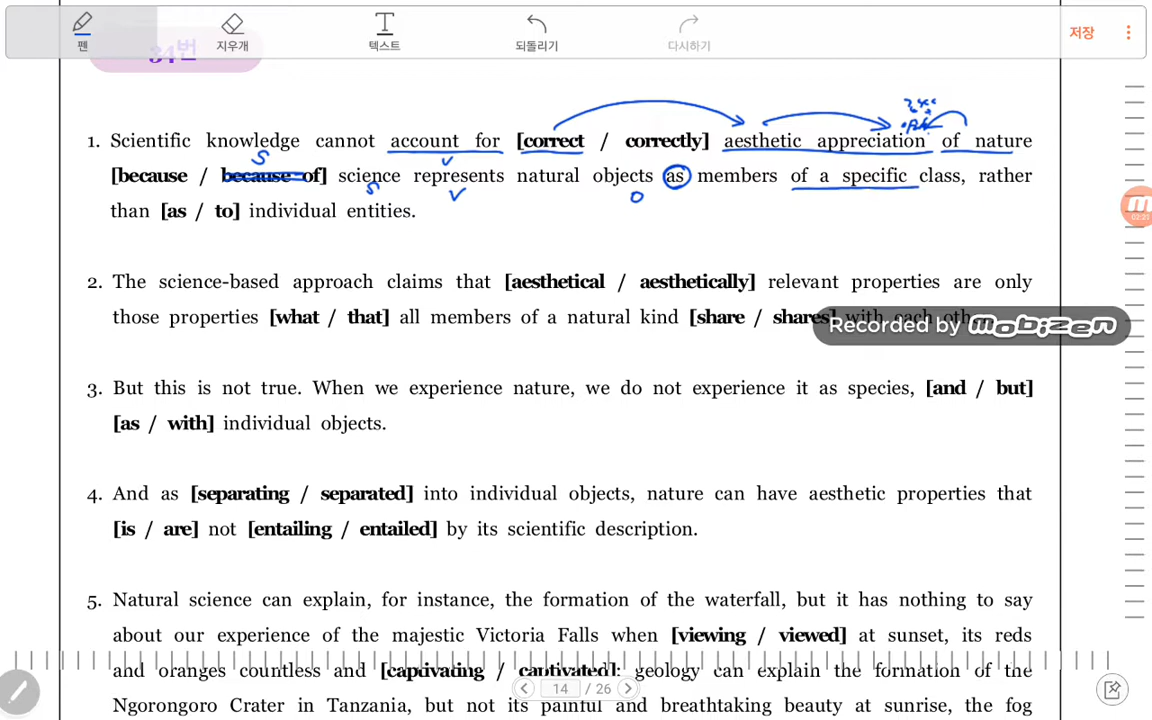 펜 지우개 텍스트 되돌리기 다시하기 저장
34번
1. Scientific knowledge cannot account for [correct / correctly] aesthetic appreciation of nature
S V
[because / because of] science represents natural objects as members of a specific class, rather
S V O
than [as / to] individual entities.
2. The science-based approach claims that [aesthetical / aesthetically] relevant properties are only
those properties [what / that] all members of a natural kind [share / shares] with each other.
Recorded by mobizen
3. But this is not true. When we experience nature, we do not experience it as species, [and / but]
[as / with] individual objects.
4. And as [separating / separated] into individual objects, nature can have aesthetic properties that
[is / are] not [entailing / entailed] by its scientific description.
5. Natural science can explain, for instance, the formation of the waterfall, but it has nothing to say
about our experience of the majestic Victoria Falls when [viewing / viewed] at sunset, its reds
and oranges countless and [captivating / captivated]; geology can explain the formation of the
14 / 26
Ngorongoro Crater in Tanzania, but not its painful and breathtaking beauty at sunrise, the fog